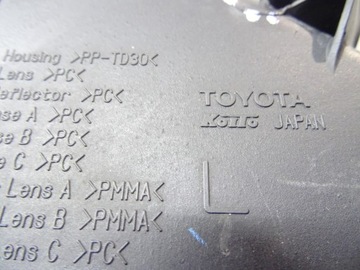 Housing >PP-TD30<
Lens >PC<
eflector >PC<
se A >PC<
se B >PC<
e C >PC<
Lens A >PMMA<
Lens B >PMMA<
ens C >PC<
TOYOTA
KOITO JAPAN
L